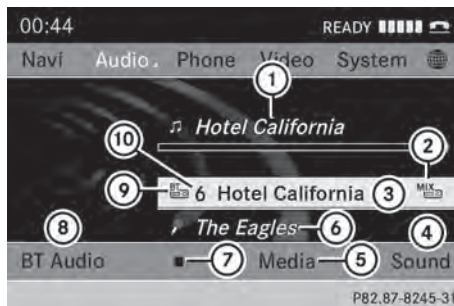 00:44 READY
Navi Audio Phone Video System
1
♫ Hotel California
10 2
9 BT 6 Hotel California 3 MIX
♪ The Eagles 6
8 4
BT Audio 7 Media 5 Sound
P82.87-8245-31